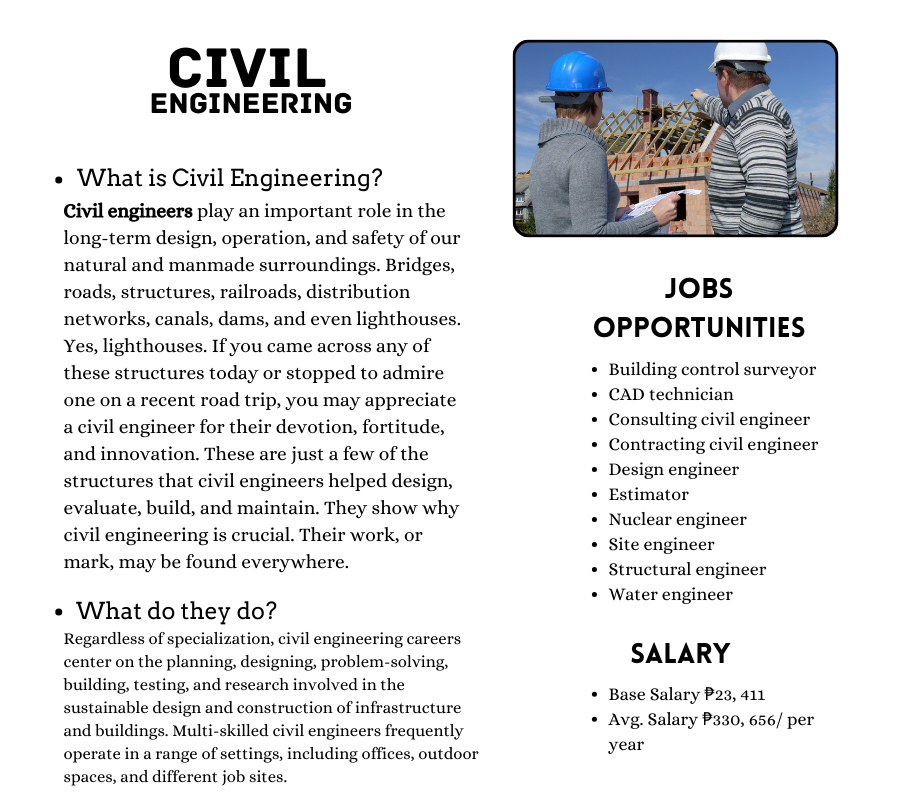 CIVIL
ENGINEERING
• What is Civil Engineering?
Civil engineers play an important role in the
long-term design, operation, and safety of our
natural and manmade surroundings. Bridges,
roads, structures, railroads, distribution
networks, canals, dams, and even lighthouses.
Yes, lighthouses. If you came across any of
these structures today or stopped to admire
one on a recent road trip, you may appreciate
a civil engineer for their devotion, fortitude,
and innovation. These are just a few of the
structures that civil engineers helped design,
evaluate, build, and maintain. They show why
civil engineering is crucial. Their work, or
mark, may be found everywhere.
• What do they do?
Regardless of specialization, civil engineering careers
center on the planning, designing, problem-solving,
building, testing, and research involved in the
sustainable design and construction of infrastructure
and buildings. Multi-skilled civil engineers frequently
operate in a range of settings, including offices, outdoor
spaces, and different job sites.
JOBS
OPPORTUNITIES
• Building control surveyor
• CAD technician
• Consulting civil engineer
• Contracting civil engineer
• Design engineer
• Estimator
• Nuclear engineer
• Site engineer
• Structural engineer
• Water engineer
SALARY
• Base Salary ₱23, 411
• Avg. Salary ₱330, 656/ per
year